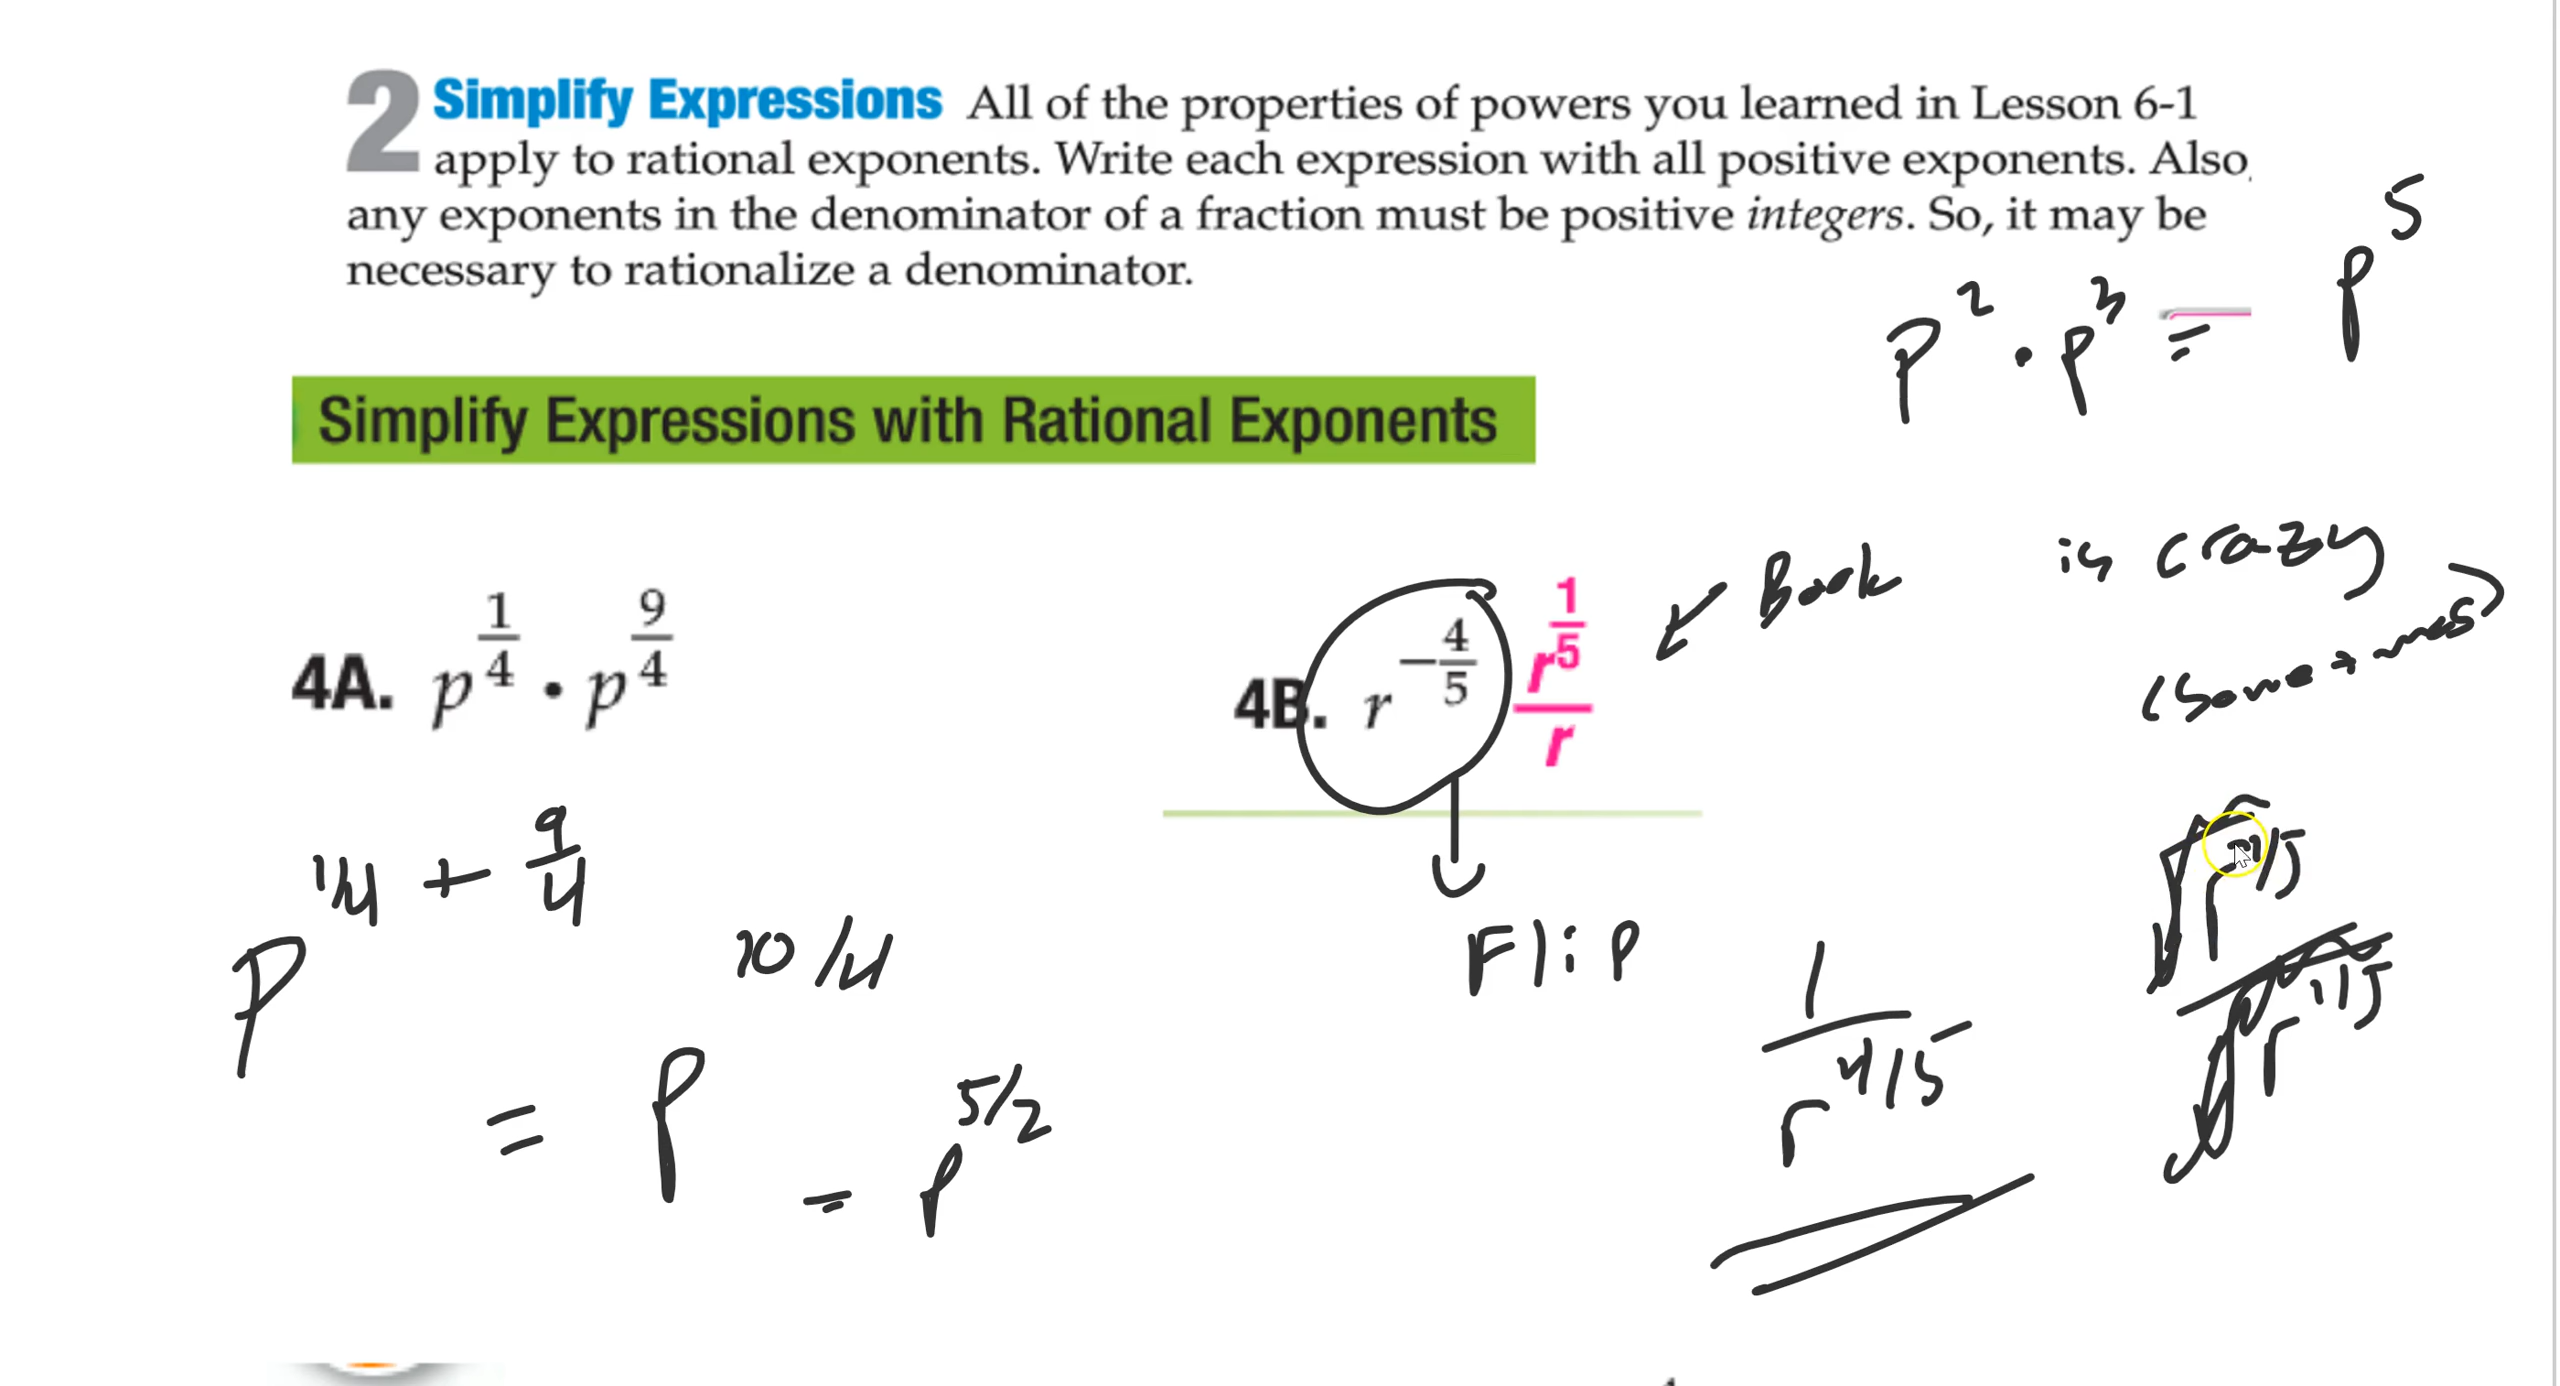 2 Simplify Expressions All of the properties of powers you learned in Lesson 6-1
apply to rational exponents. Write each expression with all positive exponents. Also,
any exponents in the denominator of a fraction must be positive integers. So, it may be
necessary to rationalize a denominator.
P² · P³ = P⁵
Simplify Expressions with Rational Exponents
4A. p^(1/4) · p^(9/4)
4B. r^(-4/5) r^(1/5)/r
Book is crazy
(sometimes)
P^(1/4 + 9/4)
= P^(10/4)
= P^(5/2)
Flip
1/r^(4/5)
r^(1/5)